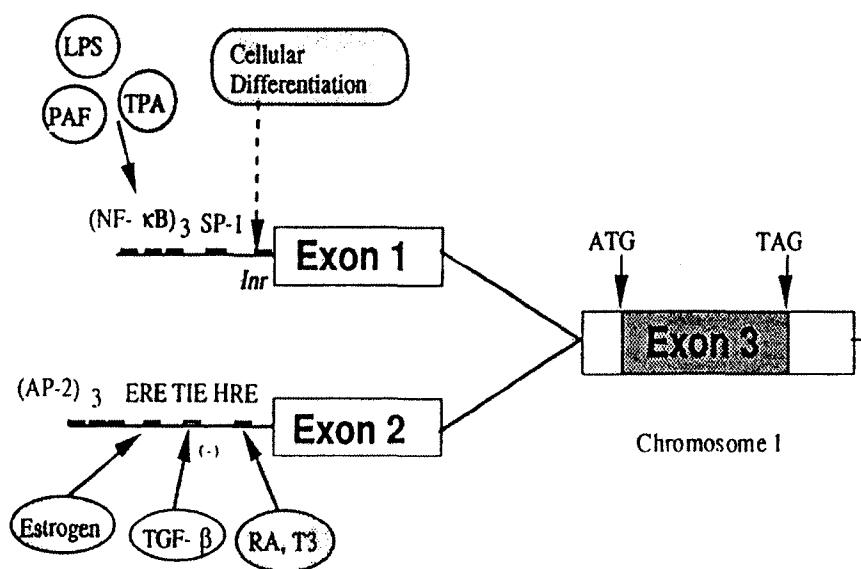 LPS
PAF
TPA
Cellular
Differentiation
(NF- κB)3 SP-1
Inr
Exon 1
ATG
TAG
Exon 3
(AP-2)3 ERE TIE HRE
(-)
Exon 2
Chromosome 1
Estrogen
TGF- β
RA, T3